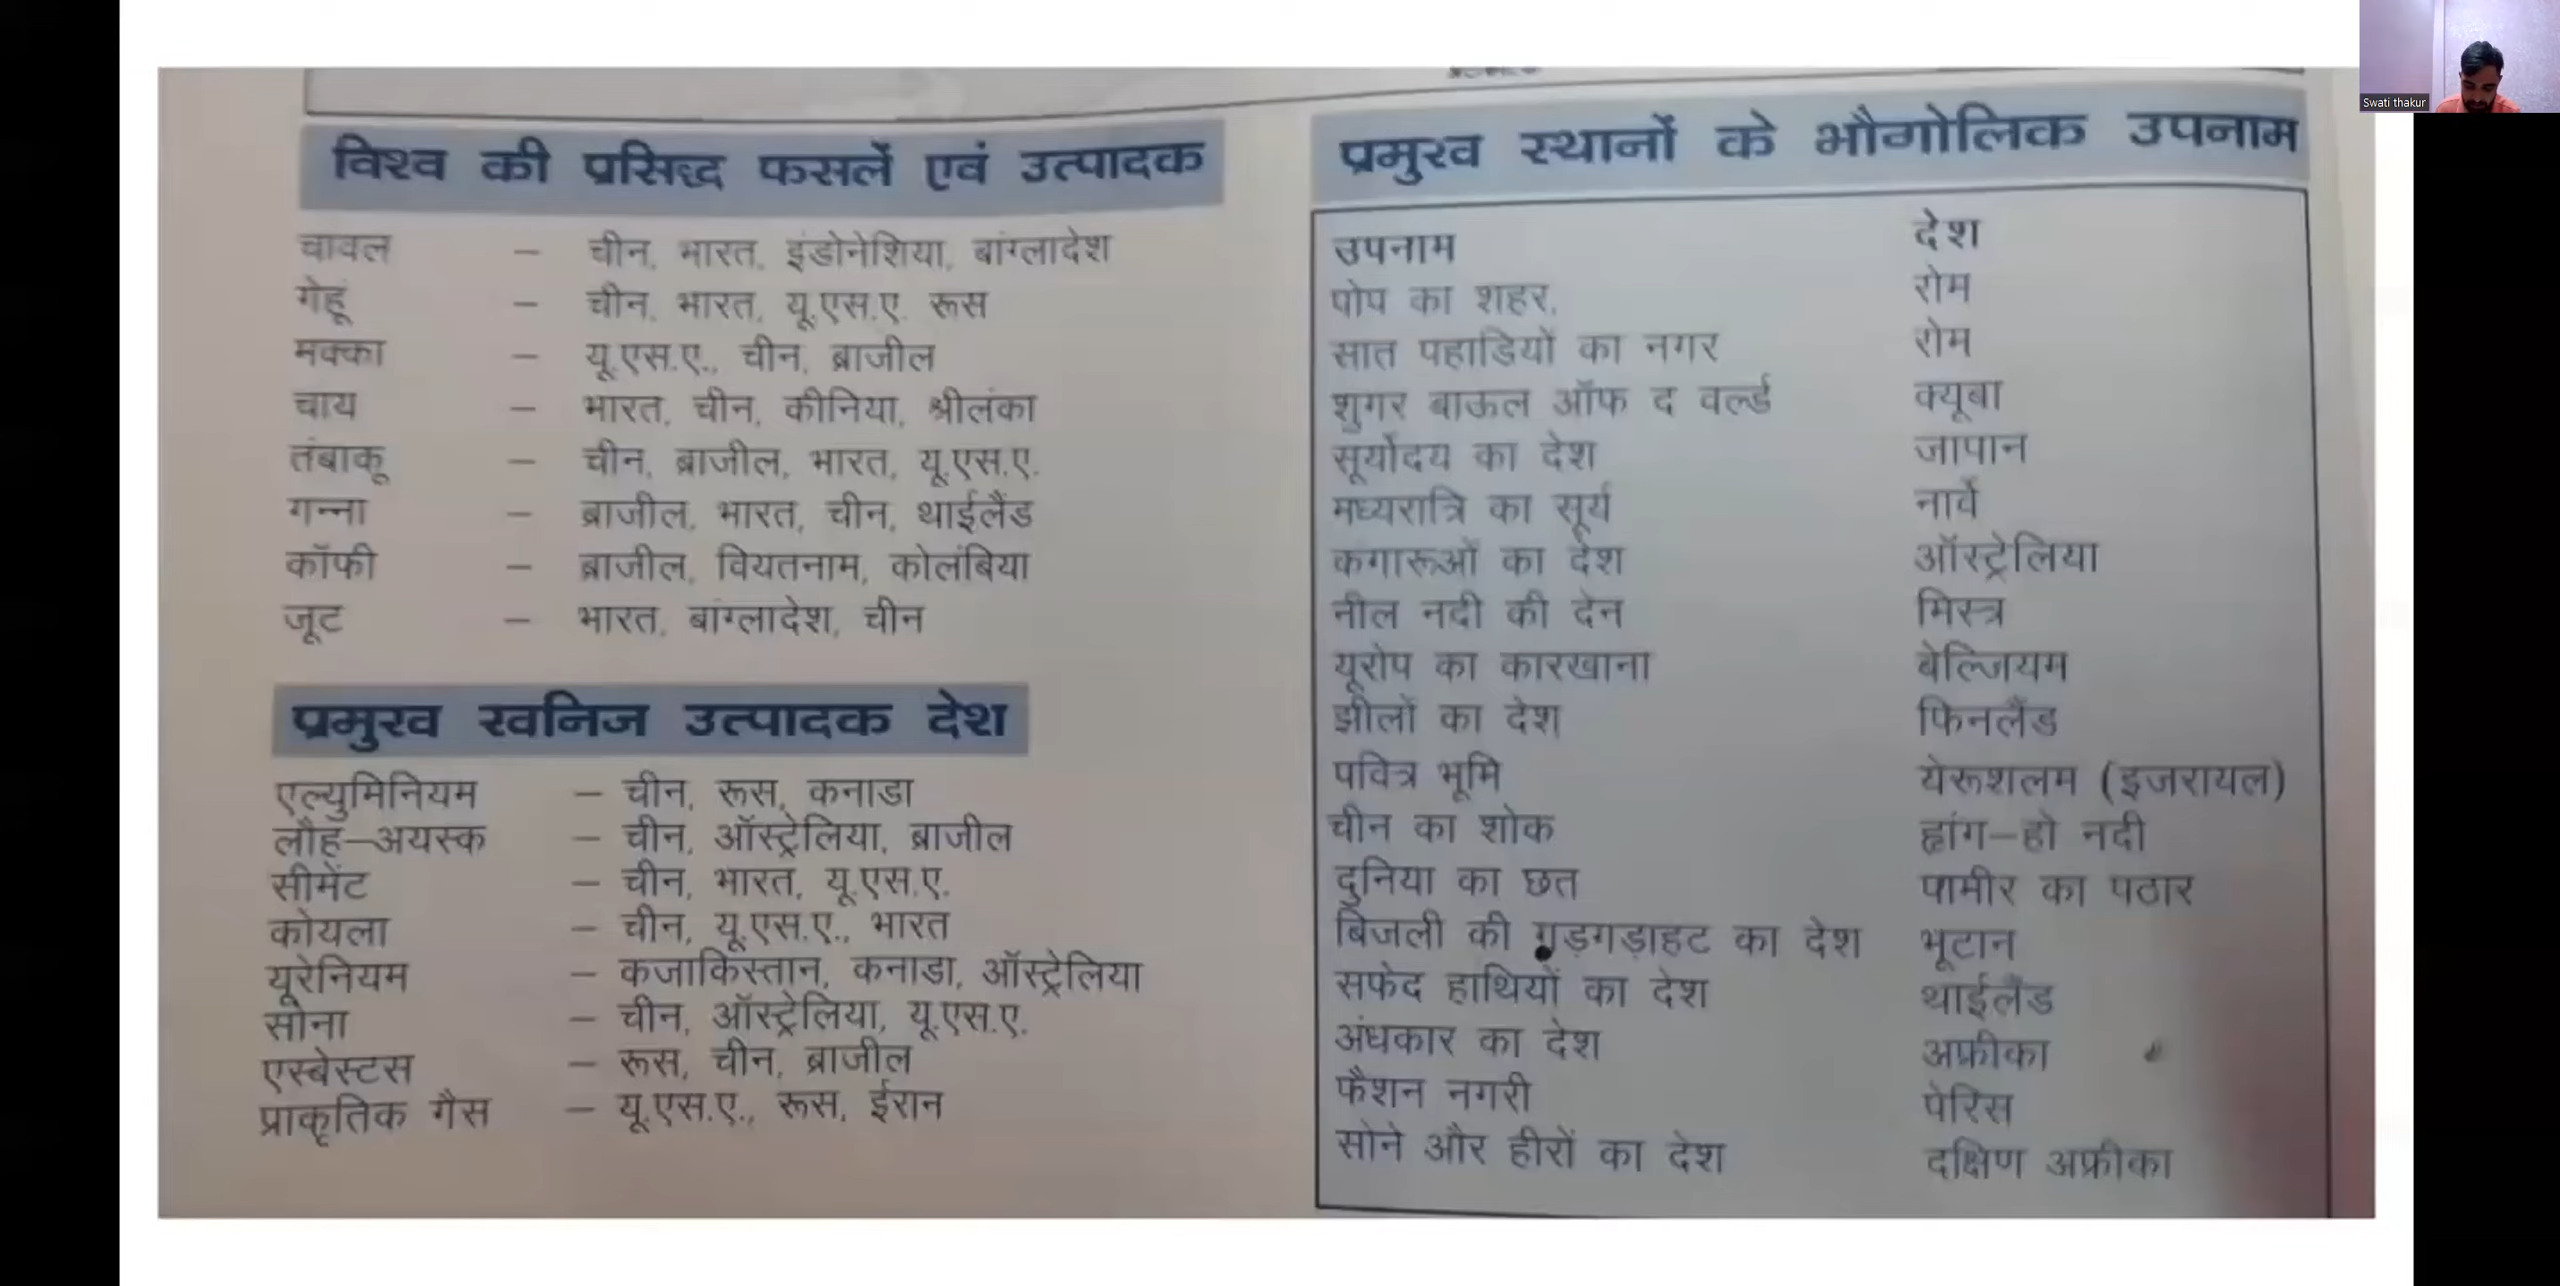 विश्व की प्रसिद्ध फसलें एवं उत्पादक
चावल – चीन, भारत, इंडोनेशिया, बांग्लादेश
गेहूं – चीन, भारत, यू.एस.ए. रूस
मक्का – यू.एस.ए., चीन, ब्राजील
चाय – भारत, चीन, कीनिया, श्रीलंका
तंबाकू – चीन, ब्राजील, भारत, यू.एस.ए.
गन्ना – ब्राजील, भारत, चीन, थाईलैंड
कॉफी – ब्राजील, वियतनाम, कोलंबिया
जूट – भारत, बांग्लादेश, चीन
प्रमुख खनिज उत्पादक देश
एल्युमिनियम – चीन, रूस, कनाडा
लौह–अयस्क – चीन, ऑस्ट्रेलिया, ब्राजील
सीमेंट – चीन, भारत, यू.एस.ए.
कोयला – चीन, यू.एस.ए., भारत
यूरेनियम – कजाकिस्तान, कनाडा, ऑस्ट्रेलिया
सोना – चीन, ऑस्ट्रेलिया, यू.एस.ए.
एस्बेस्टस – रूस, चीन, ब्राजील
प्राकृतिक गैस – यू.एस.ए., रूस, ईरान
प्रमुख स्थानों के भौगोलिक उपनाम
उपनाम देश
पोप का शहर, रोम
सात पहाडियों का नगर रोम
शुगर बाऊल ऑफ द वर्ल्ड क्यूबा
सूर्योदय का देश जापान
मध्यरात्रि का सूर्य नार्वे
कंगारूओं का देश ऑस्ट्रेलिया
नील नदी की देन मिस्त्र
यूरोप का कारखाना बेल्जियम
झीलों का देश फिनलैंड
पवित्र भूमि येरूशलम (इजरायल)
चीन का शोक ह्वांग–हो नदी
दुनिया का छत पामीर का पठार
बिजली की गड़गड़ाहट का देश भूटान
सफेद हाथियों का देश थाईलैंड
अंधकार का देश अफ्रीका
फैशन नगरी पेरिस
सोने और हीरों का देश दक्षिण अफ्रीका
Swati thakur